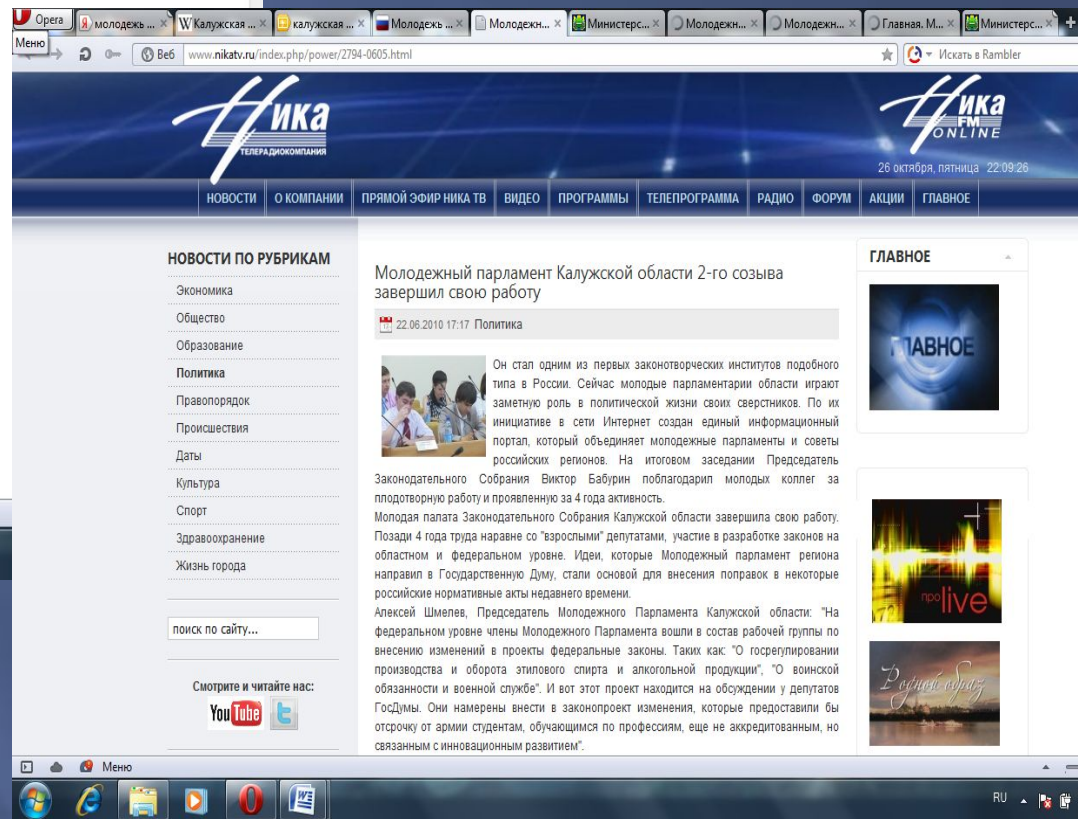 Opera
молодежь ...
Калужская ...
калужская ...
Молодежь ...
Молодежн...
Министерс...
Молодежн...
Молодежн...
Главная. М...
Министерс...
Меню
Веб
www.nikatv.ru/index.php/power/2794-0605.html
Искать в Rambler
Ника
ТЕЛЕРАДИОКОМПАНИЯ
Ника
FM
ONLINE
26 октября, пятница 22:09:26
НОВОСТИ
О КОМПАНИИ
ПРЯМОЙ ЭФИР НИКА ТВ
ВИДЕО
ПРОГРАММЫ
ТЕЛЕПРОГРАММА
РАДИО
ФОРУМ
АКЦИИ
ГЛАВНОЕ
НОВОСТИ ПО РУБРИКАМ
Экономика
Общество
Образование
Политика
Правопорядок
Происшествия
Даты
Культура
Спорт
Здравоохранение
Жизнь города
поиск по сайту...
Смотрите и читайте нас:
YouTube
Молодежный парламент Калужской области 2-го созыва
завершил свою работу
22.06.2010 17:17 Политика
Он стал одним из первых законотворческих институтов подобного
типа в России. Сейчас молодые парламентарии области играют
заметную роль в политической жизни своих сверстников. По их
инициативе в сети Интернет создан единый информационный
портал, который объединяет молодежные парламенты и советы
российских регионов. На итоговом заседании Председатель
Законодательного Собрания Виктор Бабурин поблагодарил молодых коллег за
плодотворную работу и проявленную за 4 года активность.
Молодая палата Законодательного Собрания Калужской области завершила свою работу.
Позади 4 года труда наравне со "взрослыми" депутатами, участие в разработке законов на
областном и федеральном уровне. Идеи, которые Молодежный парламент региона
направил в Государственную Думу, стали основой для внесения поправок в некоторые
российские нормативные акты недавнего времени.
Алексей Шмелев, Председатель Молодежного Парламента Калужской области: "На
федеральном уровне члены Молодежного Парламента вошли в состав рабочей группы по
внесению изменений в проекты федеральные законы. Таких как: "О госрегулировании
производства и оборота этилового спирта и алкогольной продукции", "О воинской
обязанности и военной службе". И вот этот проект находится на обсуждении у депутатов
ГосДумы. Они намерены внести в законопроект изменения, которые предоставили бы
отсрочку от армии студентам, обучающимся по профессиям, еще не аккредитованным, но
связанным с инновационным развитием".
ГЛАВНОЕ
ГЛАВНОЕ
про live
Родной образ
Меню
RU